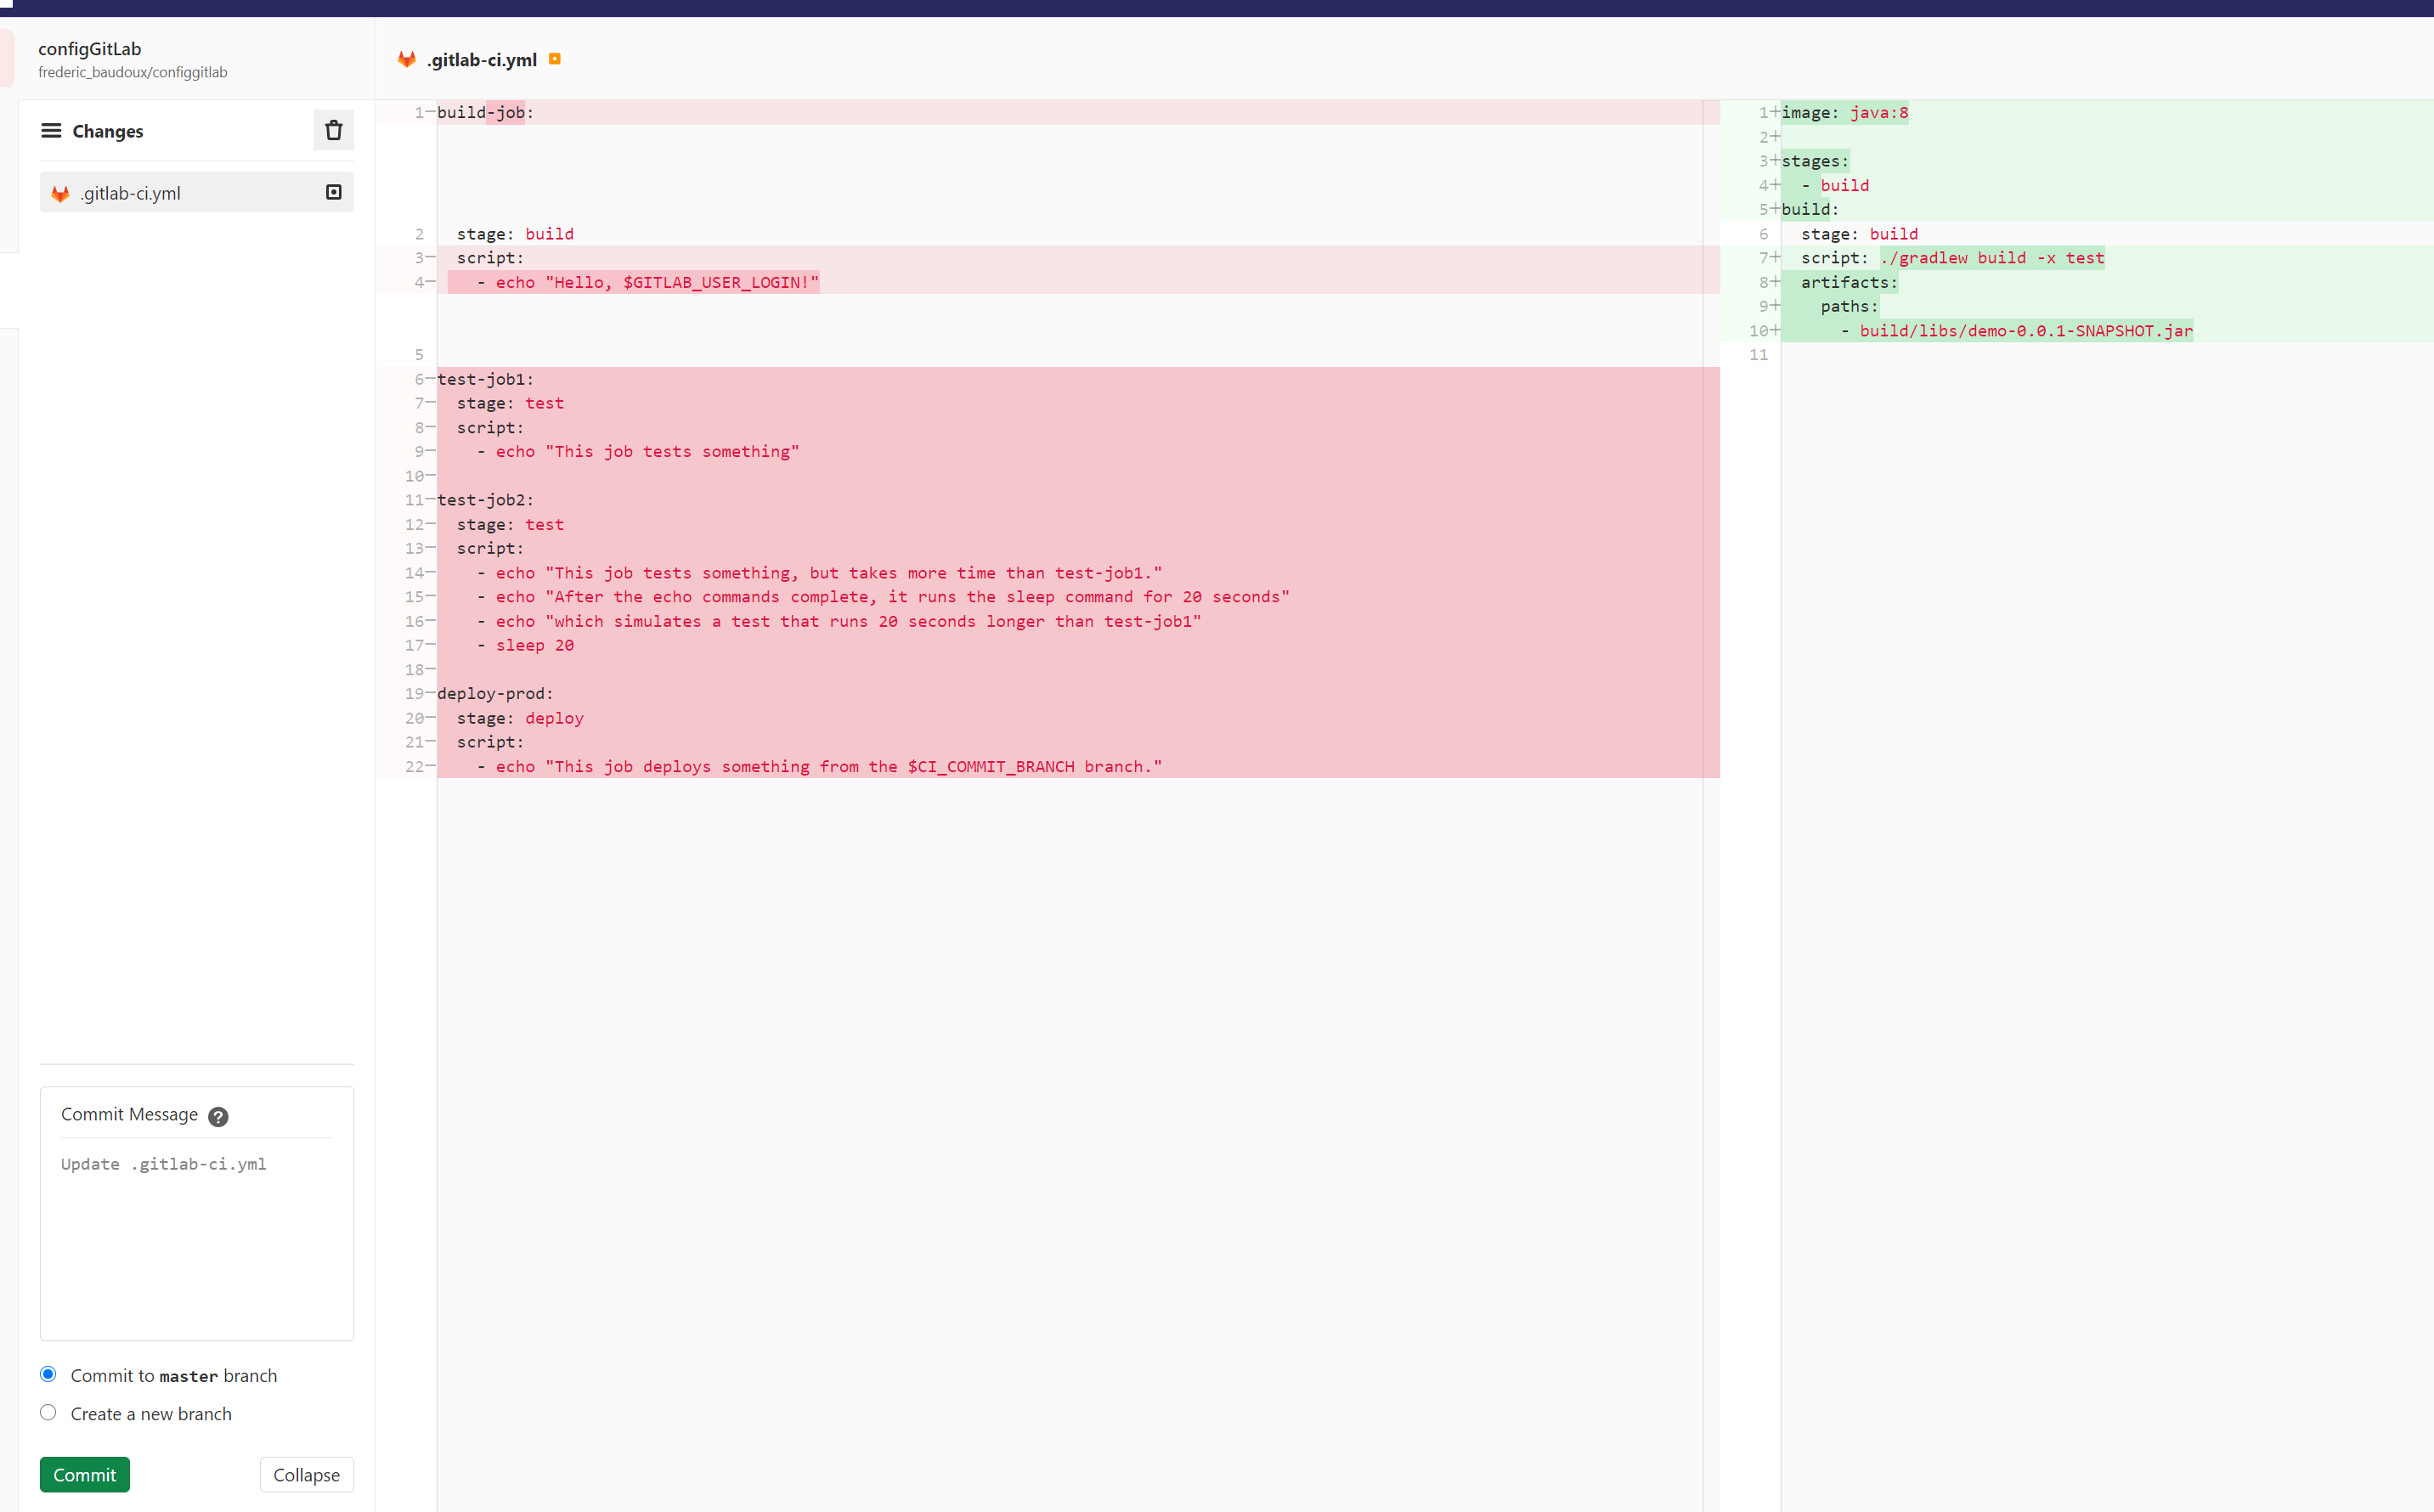 configGitLab
frederic_baudoux/configgitlab
Changes
.gitlab-ci.yml
Commit Message ?
Update .gitlab-ci.yml
Commit to master branch
Create a new branch
Commit
Collapse
.gitlab-ci.yml
1 build-job:
2 stage: build
3 script:
4 - echo "Hello, $GITLAB_USER_LOGIN!"
5
6 test-job1:
7 stage: test
8 script:
9 - echo "This job tests something"
10
11 test-job2:
12 stage: test
13 script:
14 - echo "This job tests something, but takes more time than test-job1."
15 - echo "After the echo commands complete, it runs the sleep command for 20 seconds"
16 - echo "which simulates a test that runs 20 seconds longer than test-job1"
17 - sleep 20
18
19 deploy-prod:
20 stage: deploy
21 script:
22 - echo "This job deploys something from the $CI_COMMIT_BRANCH branch."
1+ image: java:8
2+
3+ stages:
4+ - build
5+ build:
6 stage: build
7+ script: ./gradlew build -x test
8+ artifacts:
9+ paths:
10+ - build/libs/demo-0.0.1-SNAPSHOT.jar
11